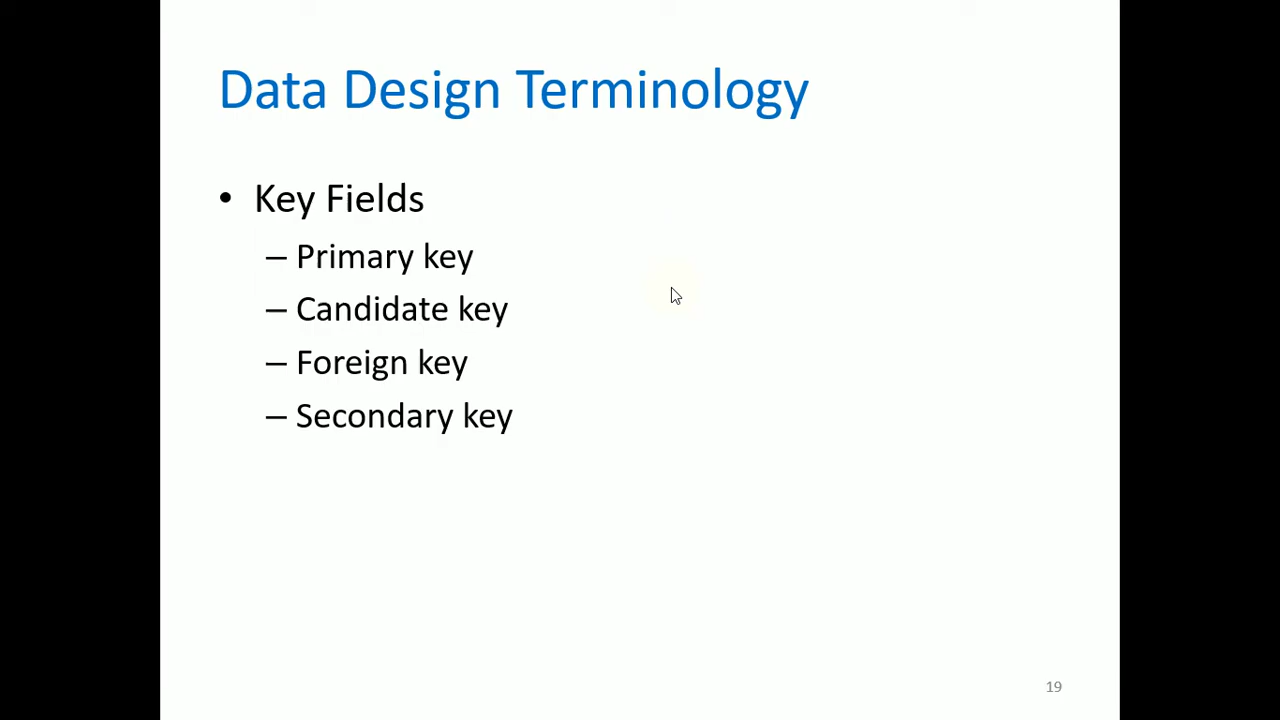 Data Design Terminology
• Key Fields
– Primary key
– Candidate key
– Foreign key
– Secondary key
19